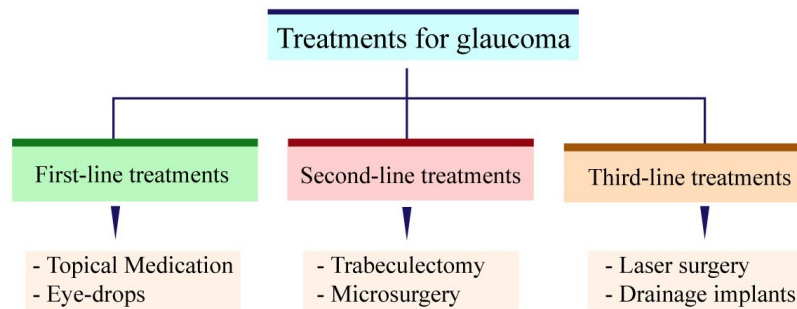 Treatments for glaucoma
First-line treatments
Second-line treatments
Third-line treatments
- Topical Medication
- Eye-drops
- Trabeculectomy
- Microsurgery
- Laser surgery
- Drainage implants